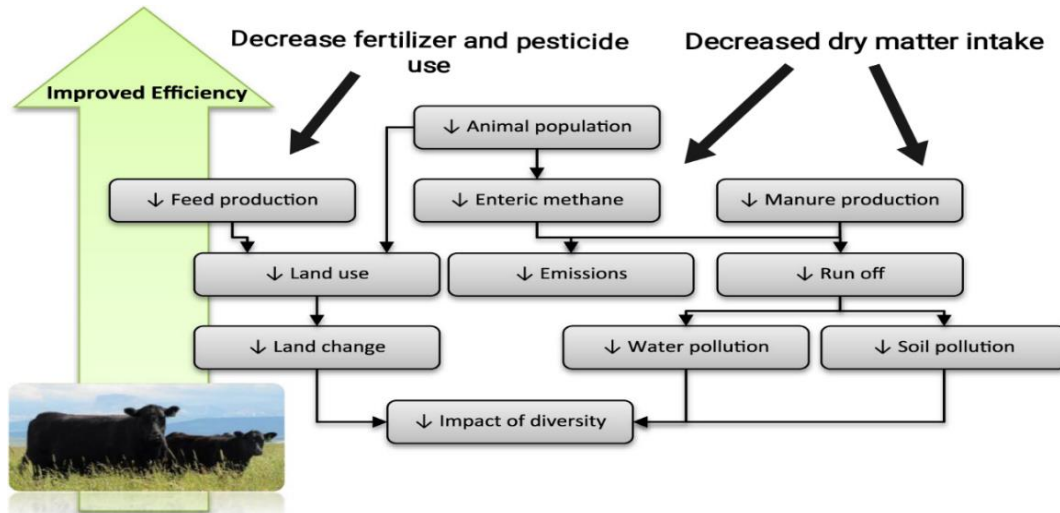 Decrease fertilizer and pesticide
use
Decreased dry matter intake
Improved Efficiency
↓ Animal population
↓ Feed production
↓ Enteric methane
↓ Manure production
↓ Land use
↓ Emissions
↓ Run off
↓ Land change
↓ Water pollution
↓ Soil pollution
↓ Impact of diversity